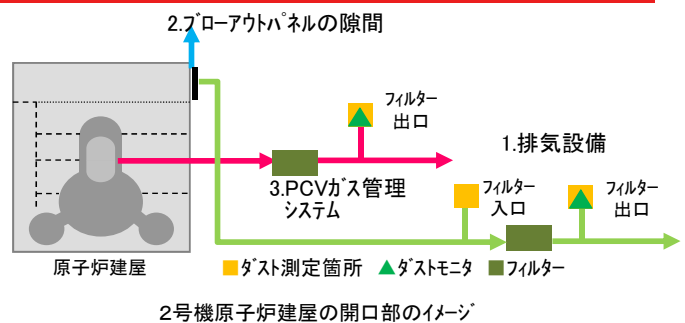 2.ﾌﾞﾛｰｱｳﾄﾊﾟﾈﾙの隙間
ﾌｨﾙﾀｰ
出口
1.排気設備
3.PCVｶﾞｽ管理
システム
ﾌｨﾙﾀｰ
入口
ﾌｨﾙﾀｰ
出口
原子炉建屋
ﾀﾞｽﾄ測定箇所
ﾀﾞｽﾄﾓﾆﾀ
ﾌｨﾙﾀｰ
2号機原子炉建屋の開口部のｲﾒｰｼﾞ